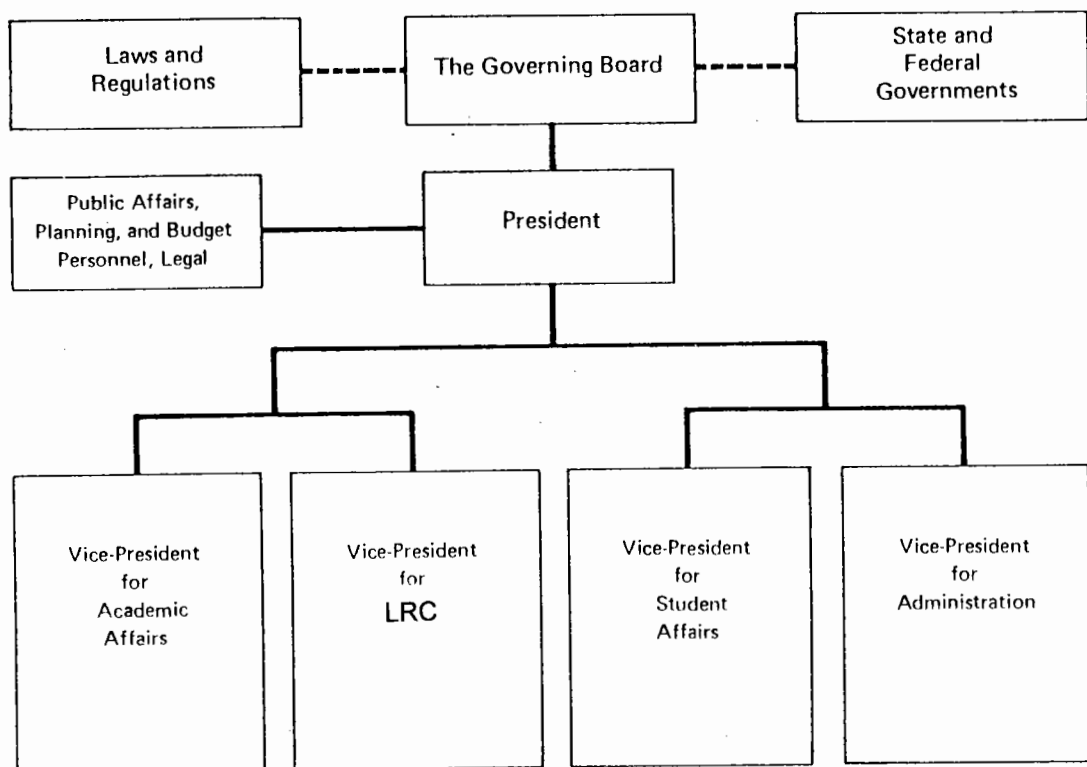 Laws and
Regulations
The Governing Board
State and
Federal
Governments
Public Affairs,
Planning, and Budget
Personnel, Legal
President
Vice-President
for
Academic
Affairs
Vice-President
for
LRC
Vice-President
for
Student
Affairs
Vice-President
for
Administration